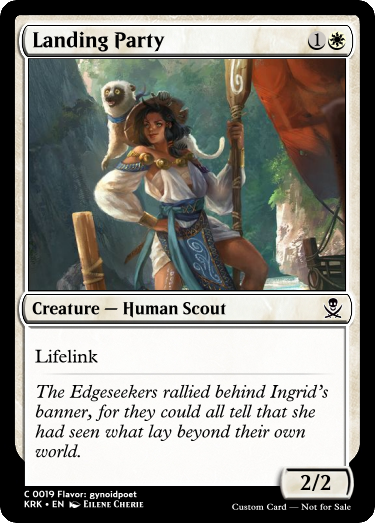 Landing Party 1
Creature — Human Scout
Lifelink
The Edgeseekers rallied behind Ingrid's
banner, for they could all tell that she
had seen what lay beyond their own
world.
2/2
C 0019 Flavor: gynoidpoet
KRK • EN Eilene Cherie
Custom Card — Not for Sale